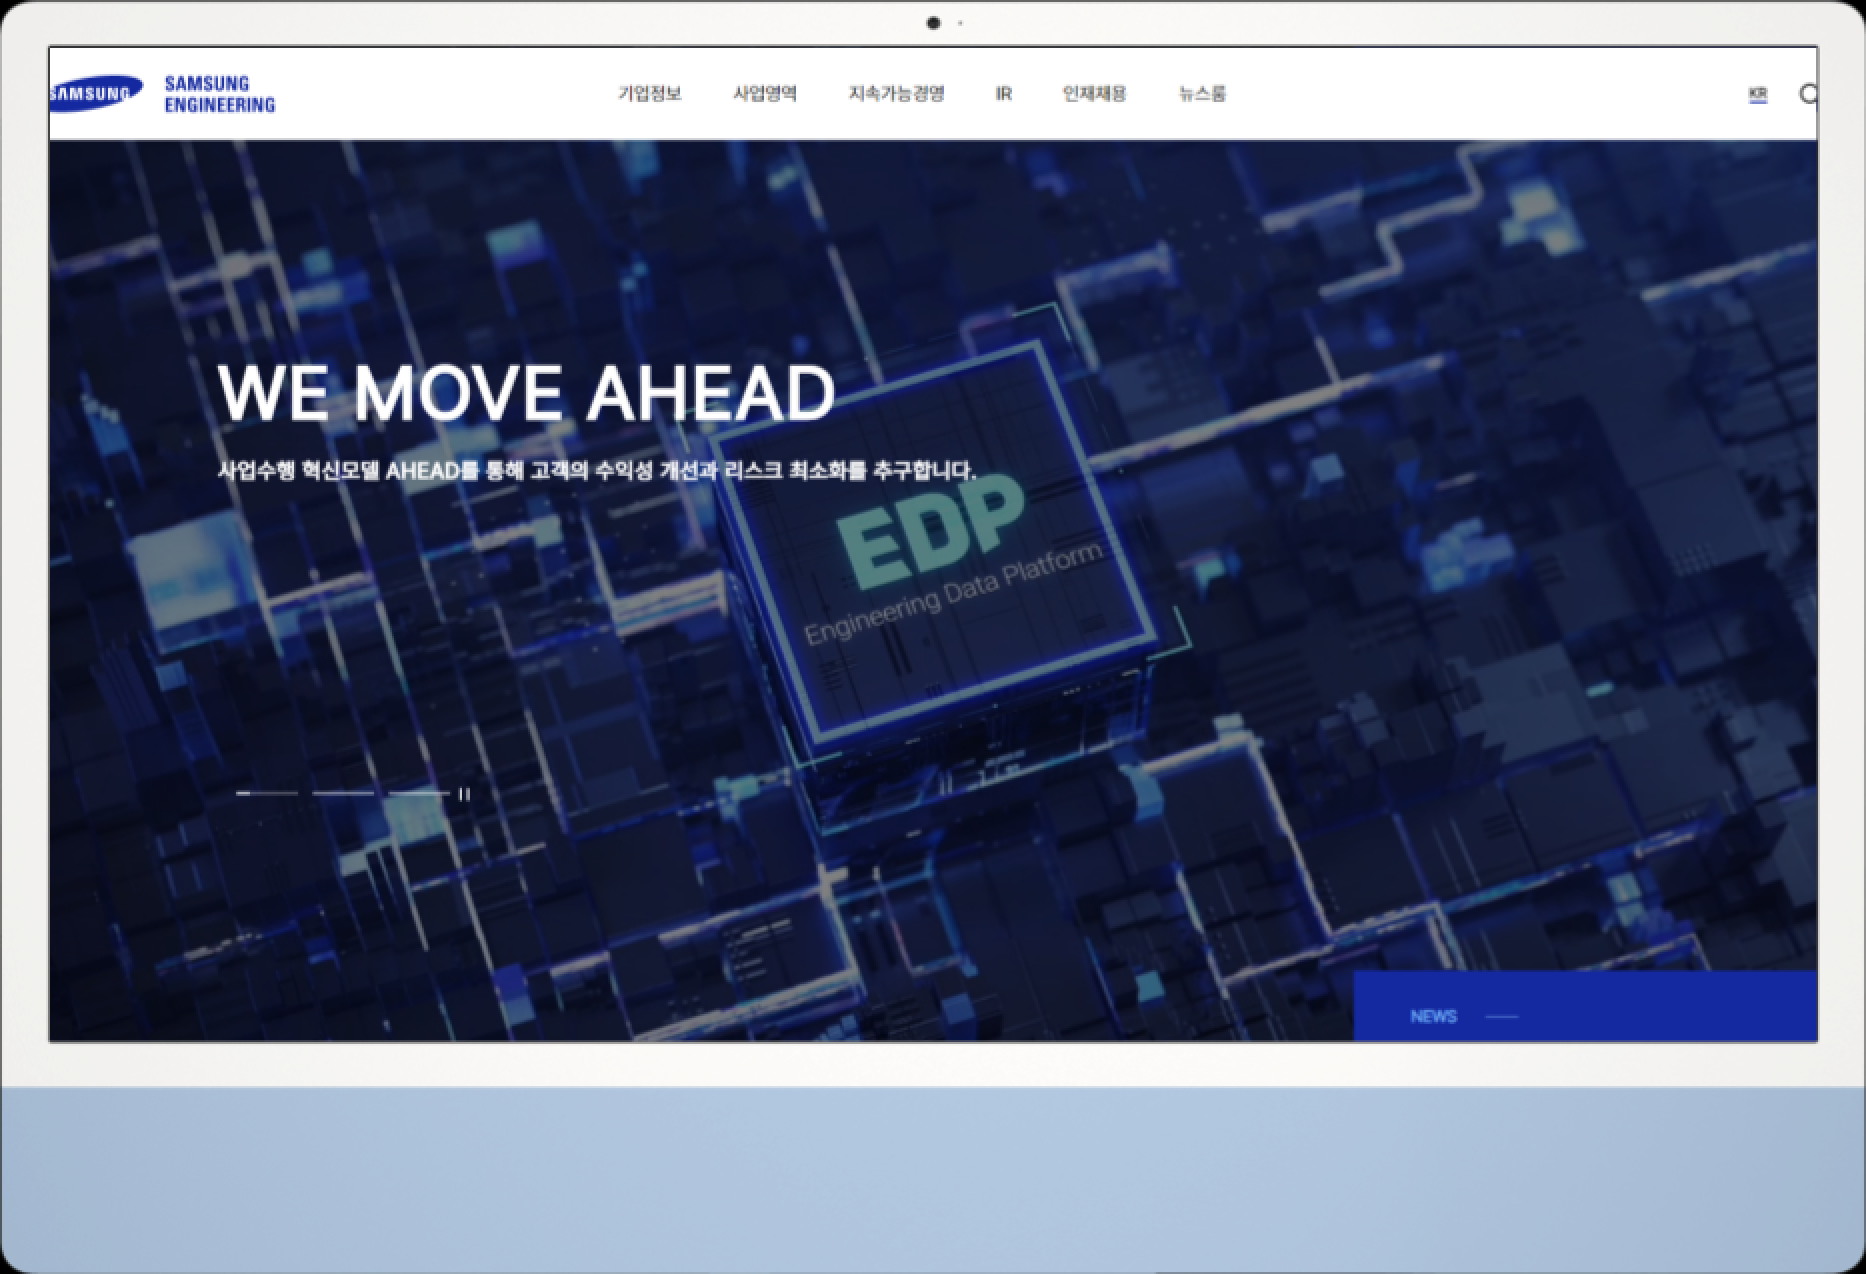 SAMSUNG
SAMSUNG
ENGINEERING
기업정보 사업영역 지속가능경영 IR 인재채용 뉴스룸
KR
WE MOVE AHEAD
사업수행 혁신모델 AHEAD를 통해 고객의 수익성 개선과 리스크 최소화를 추구합니다.
EDP
Engineering Data Platform
NEWS